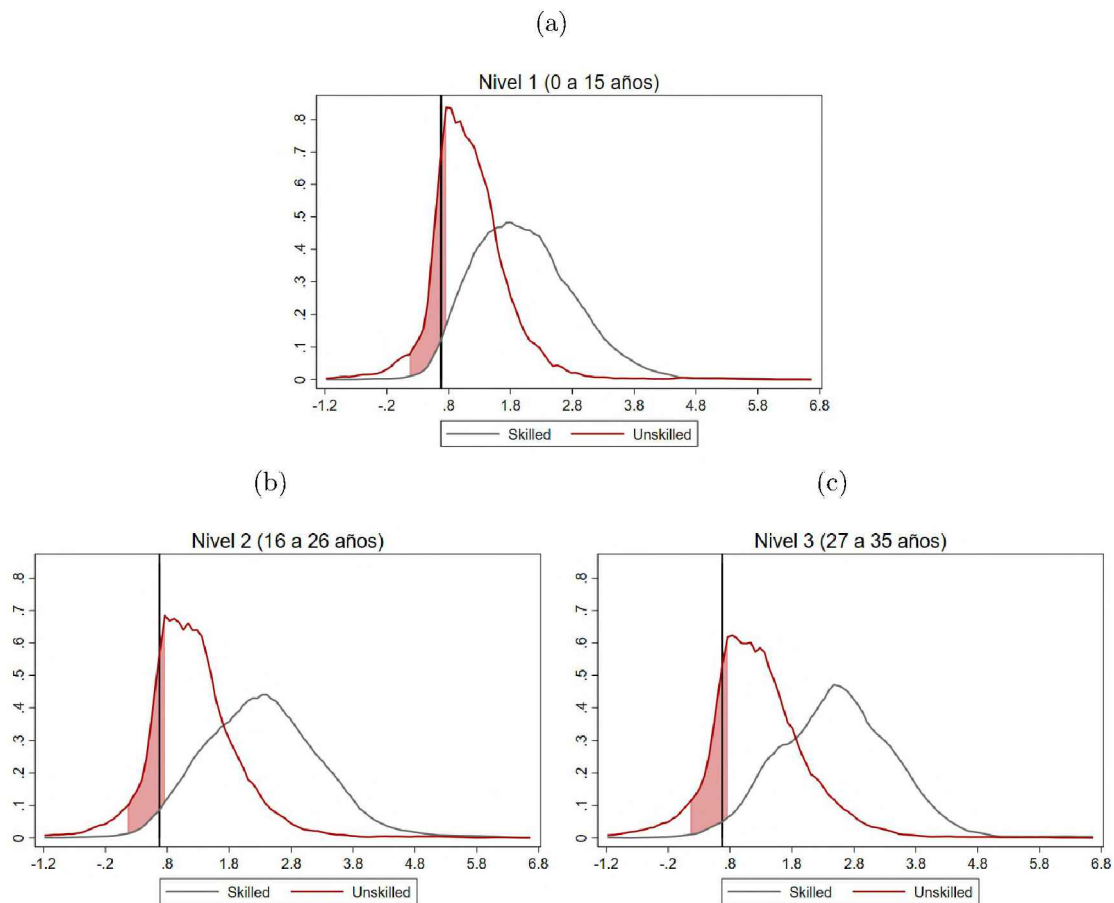 (a)
Nivel 1 (0 a 15 años)
.8
.7
.6
.5
.4
.3
.2
.1
0
-1.2 -.2 .8 1.8 2.8 3.8 4.8 5.8 6.8
Skilled Unskilled
(b)
Nivel 2 (16 a 26 años)
.8
.7
.6
.5
.4
.3
.2
.1
0
-1.2 -.2 .8 1.8 2.8 3.8 4.8 5.8 6.8
Skilled Unskilled
(c)
Nivel 3 (27 a 35 años)
.8
.7
.6
.5
.4
.3
.2
.1
0
-1.2 -.2 .8 1.8 2.8 3.8 4.8 5.8 6.8
Skilled Unskilled